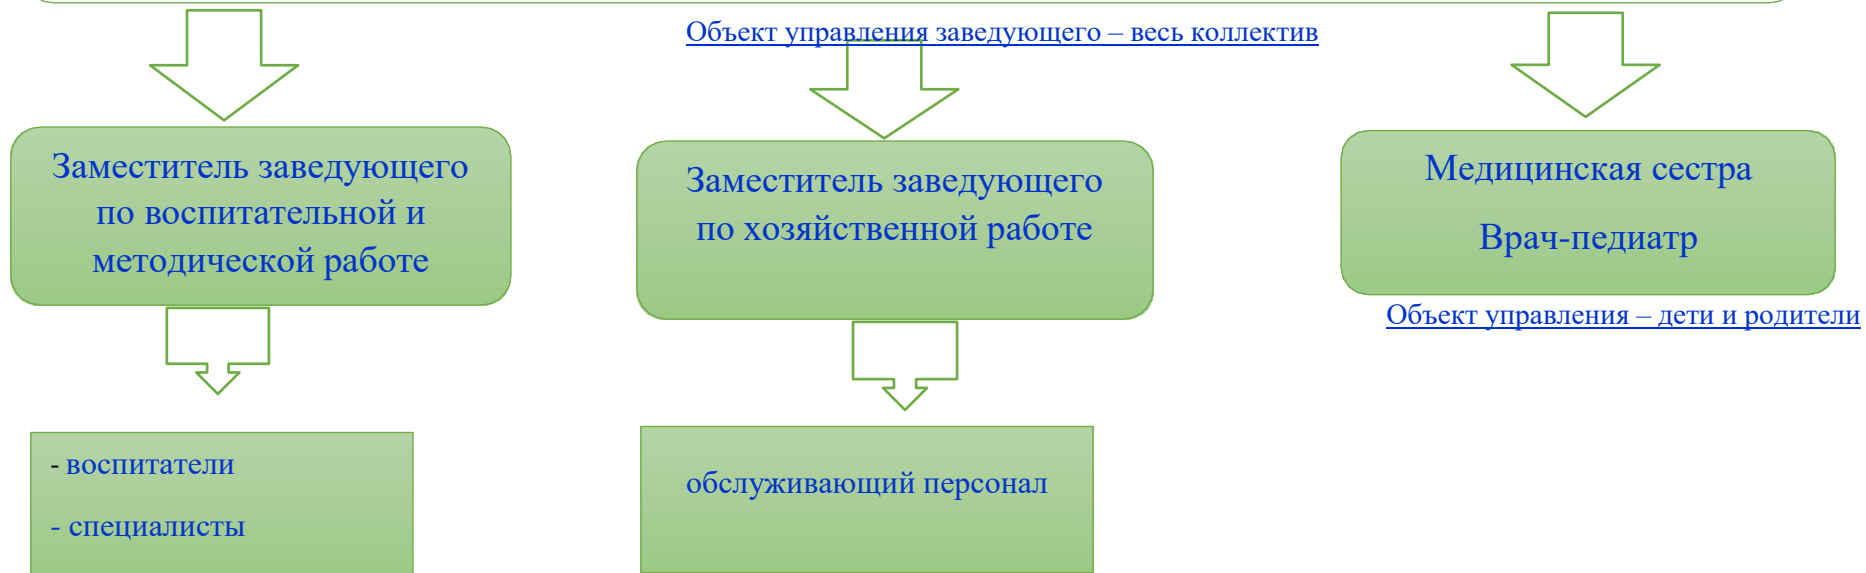 Объект управления заведующего – весь коллектив
Заместитель заведующего
по воспитательной и
методической работе
Заместитель заведующего
по хозяйственной работе
Медицинская сестра
Врач-педиатр
Объект управления – дети и родители
- воспитатели
- специалисты
обслуживающий персонал